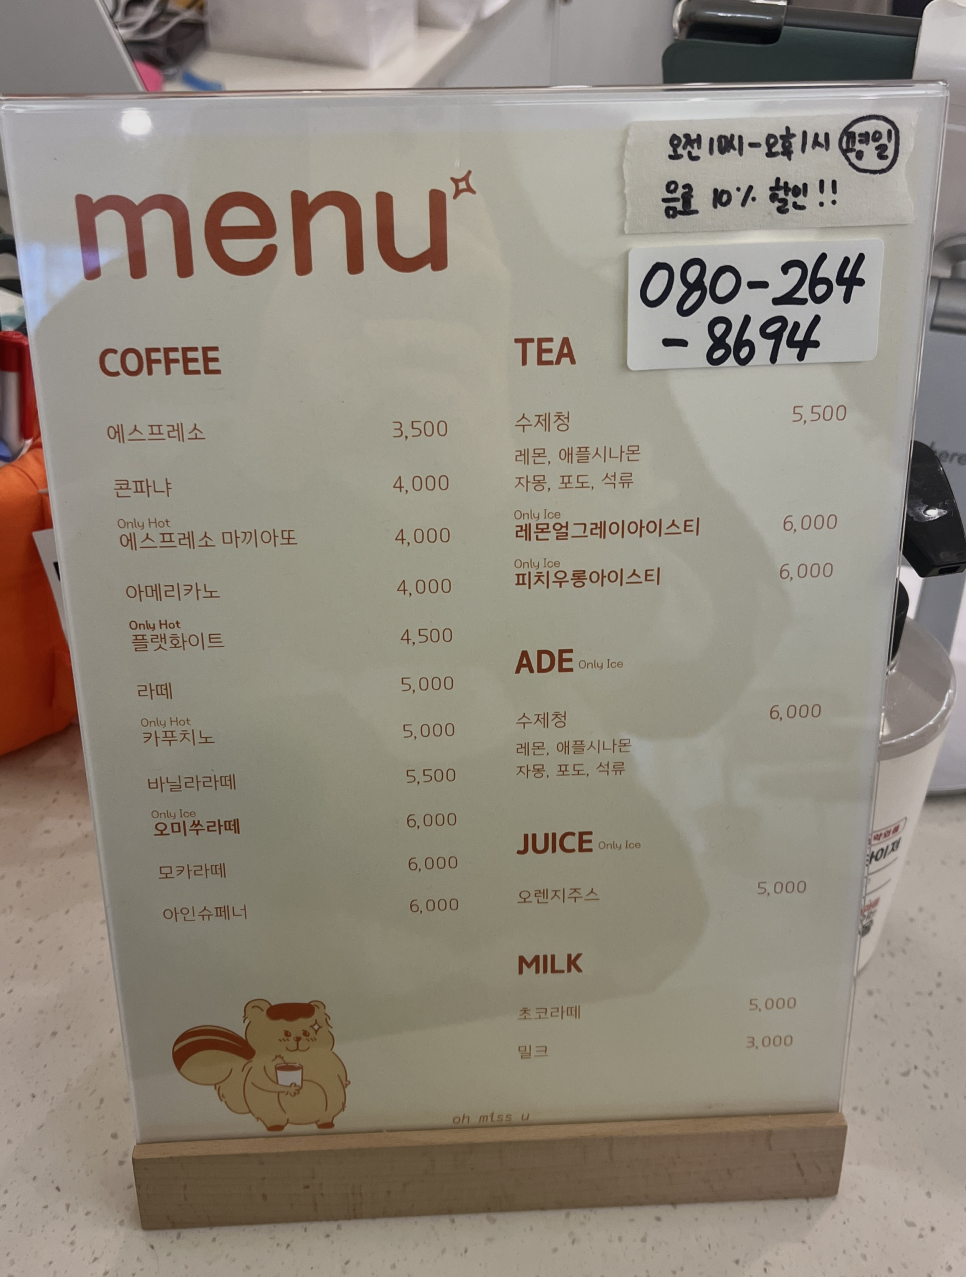 오전 10시-오후 1시 평일
음료 10% 할인!!
080-264
-8694
menu
COFFEE
에스프레소 3,500
콘파냐 4,000
Only Hot
에스프레소 마끼아또 4,000
아메리카노 4,000
Only Hot
플랫화이트 4,500
라떼 5,000
Only Hot
카푸치노 5,000
바닐라라떼 5,500
Only Ice
오미쑤라떼 6,000
모카라떼 6,000
아인슈페너 6,000
TEA
수제청 5,500
레몬, 애플시나몬
자몽, 포도, 석류
Only Ice
레몬얼그레이아이스티 6,000
Only Ice
피치우롱아이스티 6,000
ADE Only Ice
수제청 6,000
레몬, 애플시나몬
자몽, 포도, 석류
JUICE Only Ice
오렌지주스 5,000
MILK
초코라떼 5,000
밀크 3,000
oh miss u